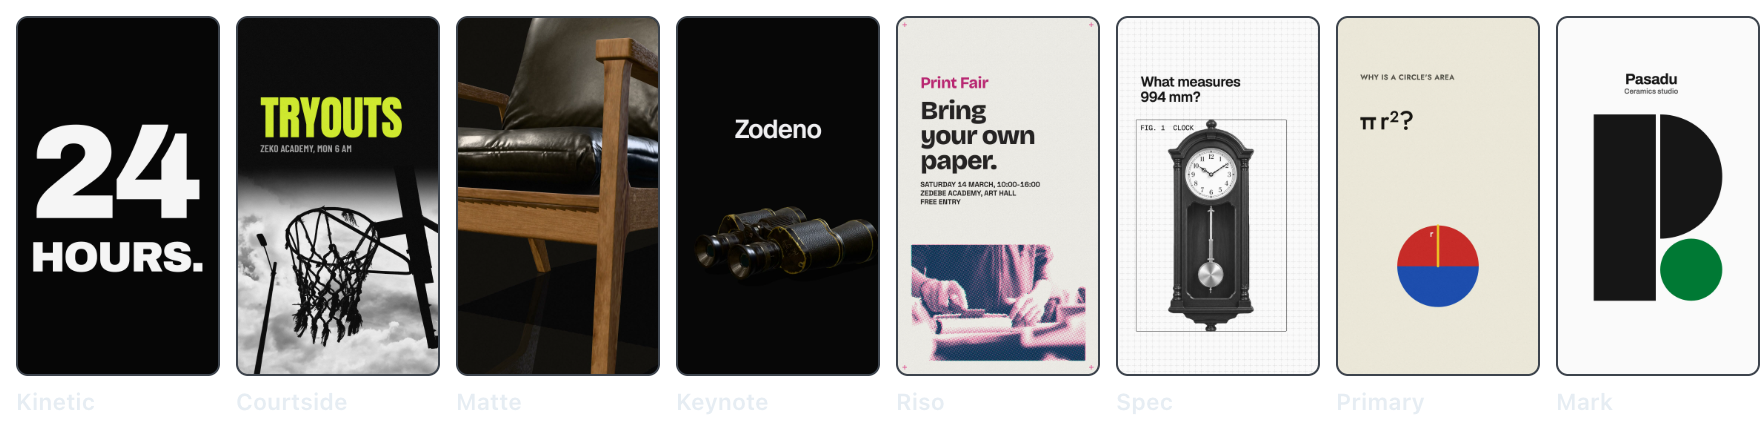 24
HOURS.
Kinetic
TRYOUTS
ZEKO ACADEMY, MON 6 AM
Courtside
Matte
Zodeno
Keynote
Print Fair
Bring
your own
paper.
SATURDAY 14 MARCH, 10:00-16:00
ZEDEBE ACADEMY, ART HALL
FREE ENTRY
Riso
What measures
994 mm?
FIG. 1 CLOCK
Spec
WHY IS A CIRCLE'S AREA
πr²?
r
Primary
Pasadu
Ceramics studio
Mark